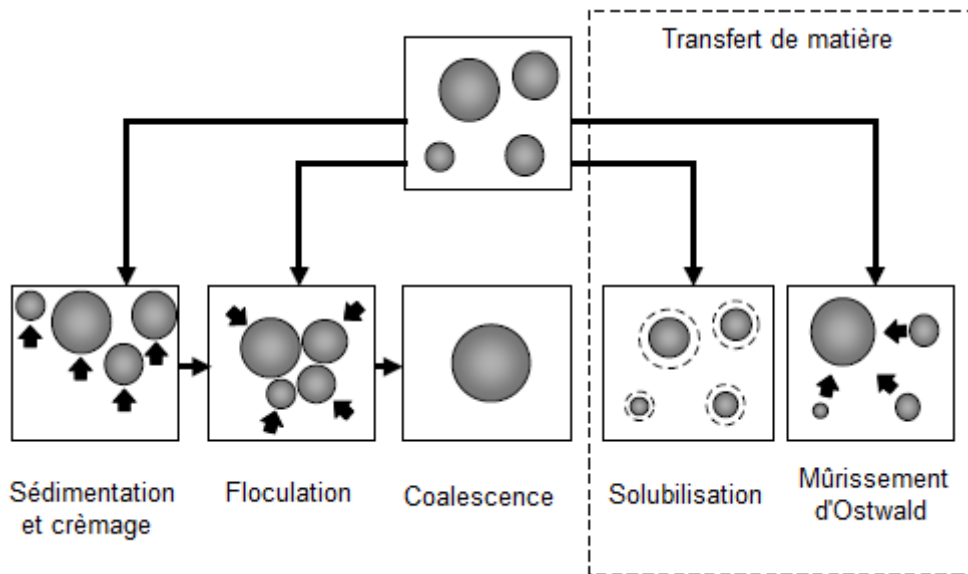 Transfert de matière
Sédimentation
et crèmage
Floculation
Coalescence
Solubilisation
Mûrissement
d'Ostwald